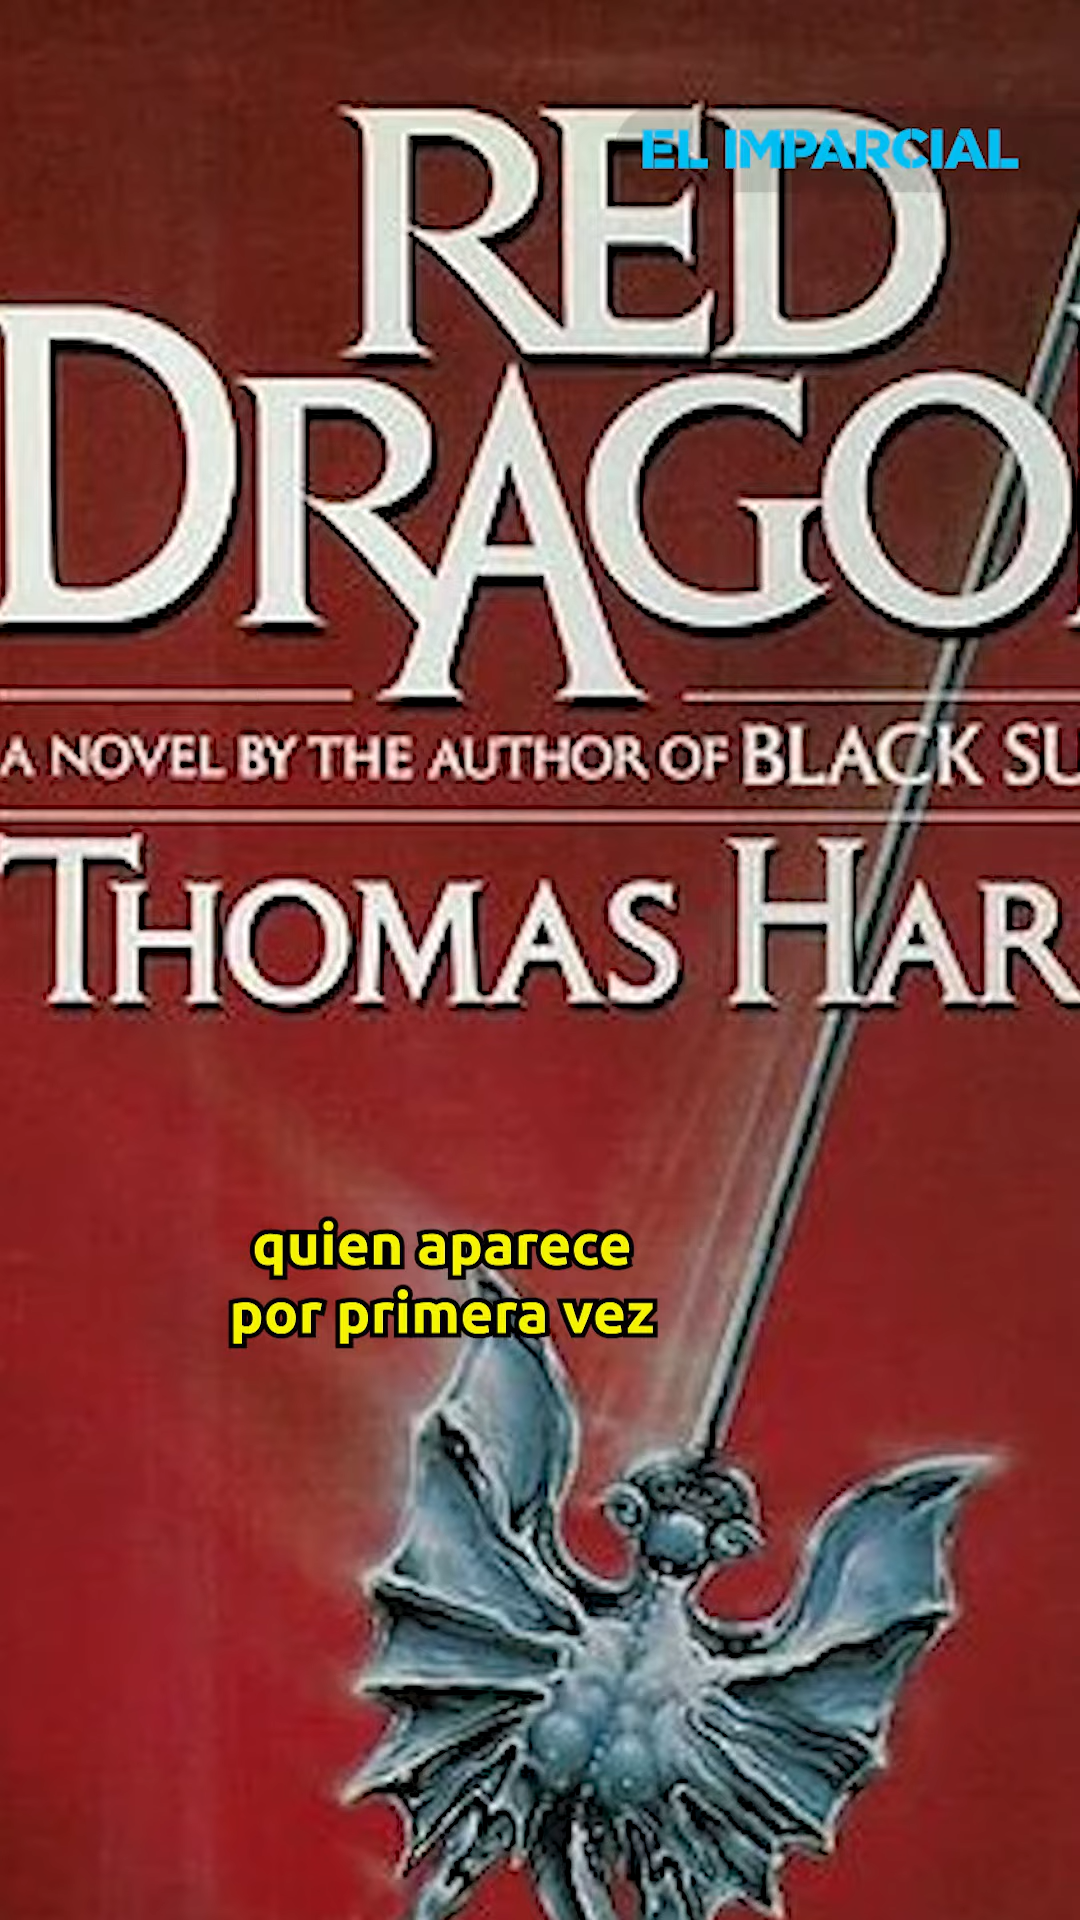 EL IMPARCIAL
RED
DRAGO
A NOVEL BY THE AUTHOR OF BLACK SU
THOMAS HAR
quien aparece
por primera vez